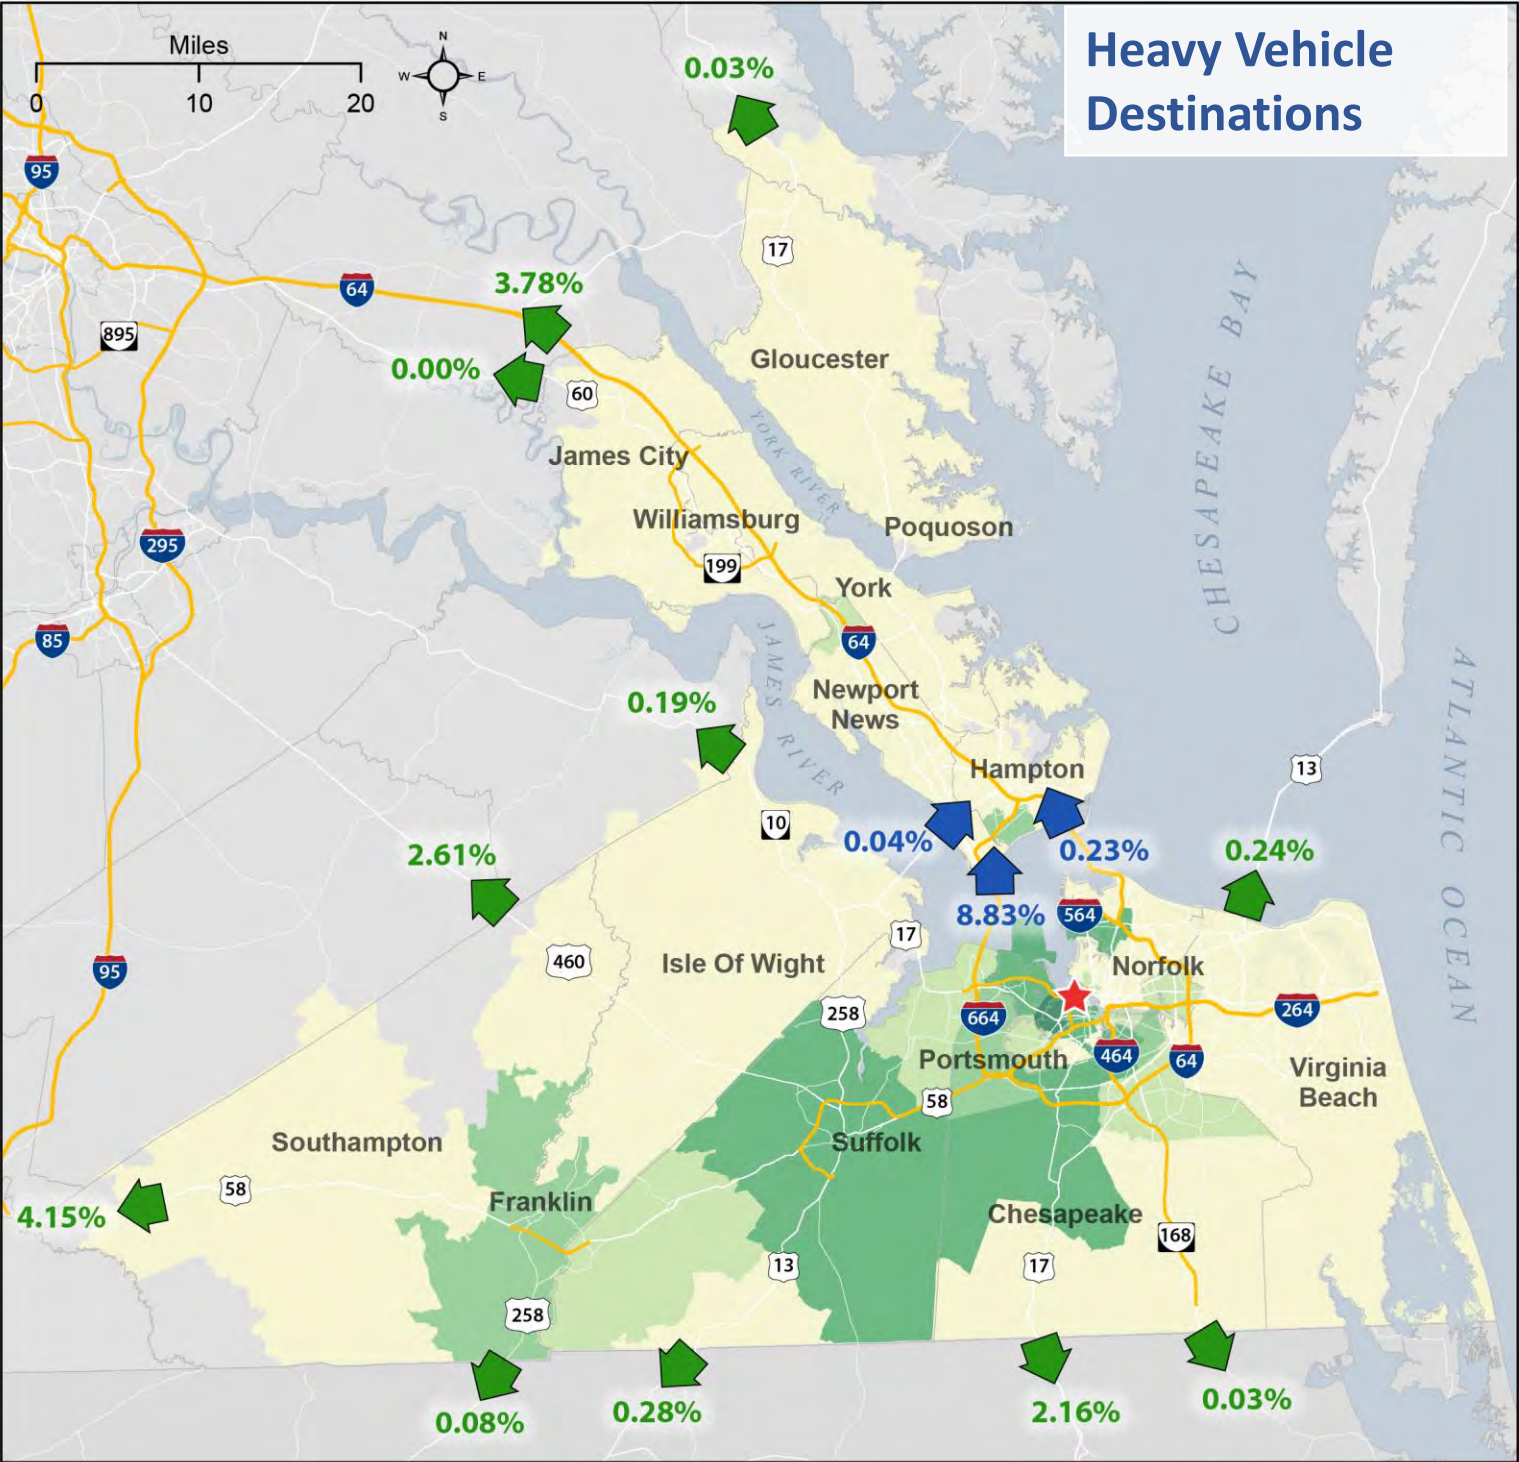 Heavy Vehicle
Destinations
Miles
0
10
20
N
W
E
S
0.03%
95
17
3.78%
64
895
0.00%
60
Gloucester
CHESAPEAKE BAY
YORK RIVER
James City
Williamsburg
Poquoson
295
199
York
85
64
JAMES RIVER
Newport
News
0.19%
ATLANTIC OCEAN
Hampton
13
10
0.04%
0.23%
0.24%
2.61%
8.83%
564
17
460
Isle Of Wight
Norfolk
95
258
664
264
Portsmouth
464
64
Virginia
Beach
58
Southampton
Suffolk
58
Franklin
4.15%
Chesapeake
168
13
17
258
0.08%
0.28%
2.16%
0.03%